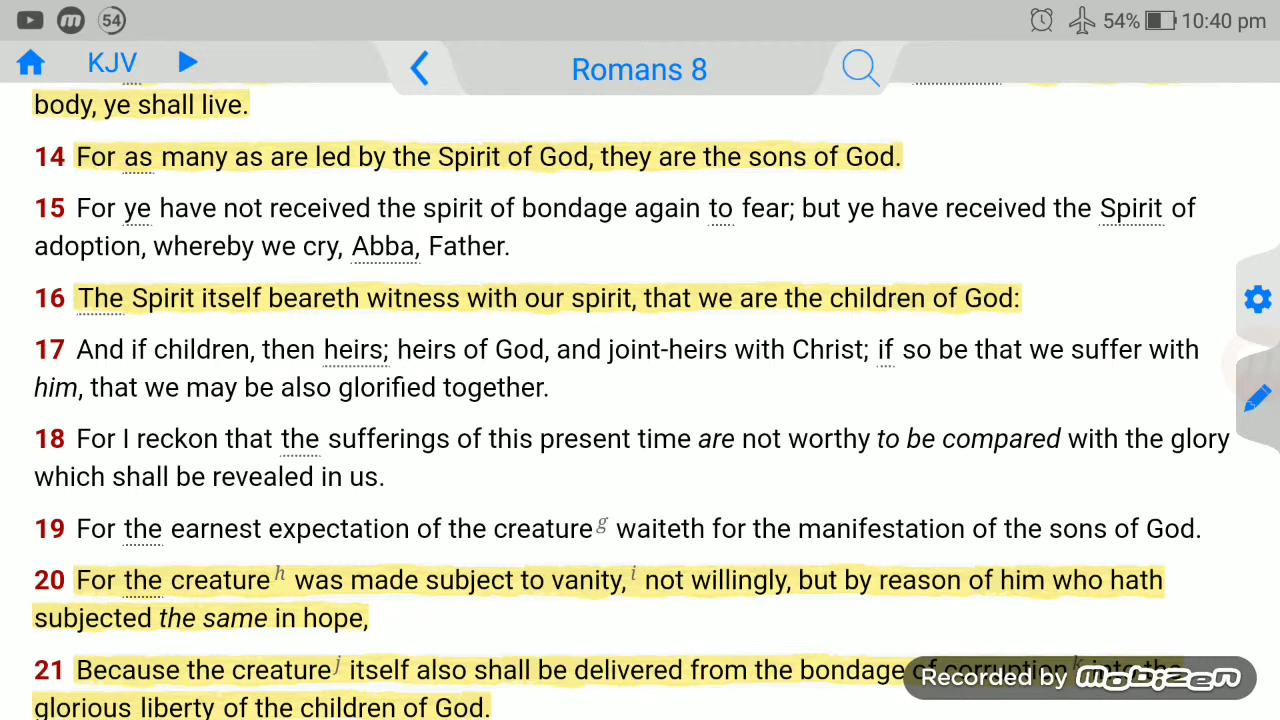 54 54% 10:40 pm
KJV Romans 8
body, ye shall live.
14 For as many as are led by the Spirit of God, they are the sons of God.
15 For ye have not received the spirit of bondage again to fear; but ye have received the Spirit of
adoption, whereby we cry, Abba, Father.
16 The Spirit itself beareth witness with our spirit, that we are the children of God:
17 And if children, then heirs; heirs of God, and joint-heirs with Christ; if so be that we suffer with
him, that we may be also glorified together.
18 For I reckon that the sufferings of this present time are not worthy to be compared with the glory
which shall be revealed in us.
19 For the earnest expectation of the creature g waiteth for the manifestation of the sons of God.
20 For the creature h was made subject to vanity, i not willingly, but by reason of him who hath
subjected the same in hope,
21 Because the creature j itself also shall be delivered from the bondage of corruption k into the
glorious liberty of the children of God.
Recorded by mobizen